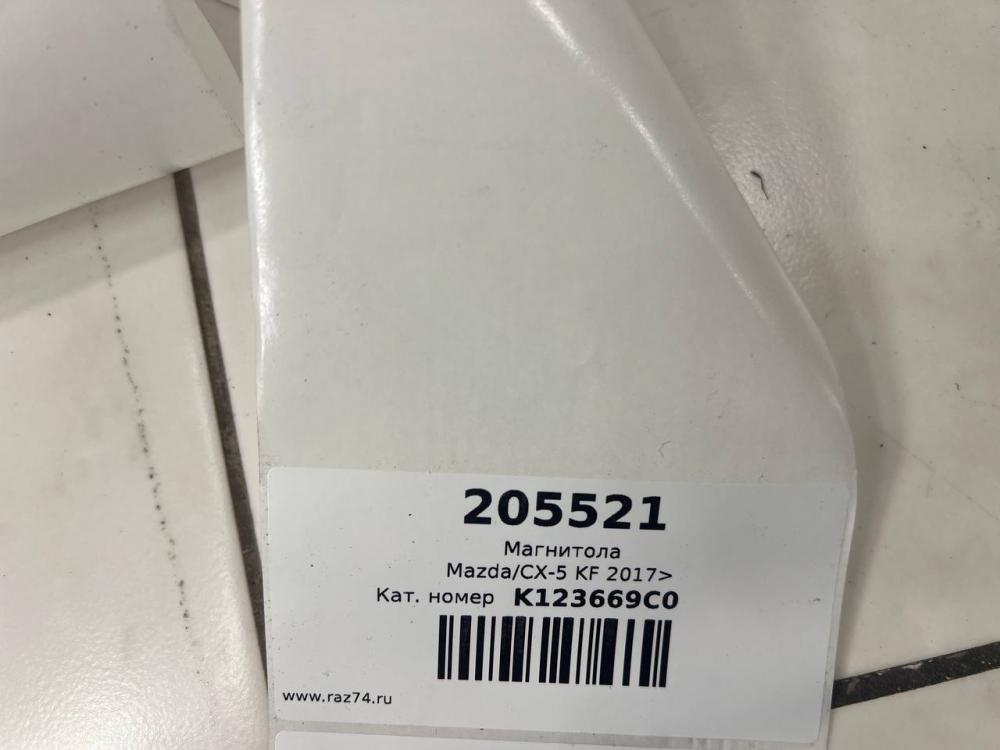 205521
Магнитола
Mazda/CX-5 KF 2017>
Кат. номер K123669C0
www.raz74.ru